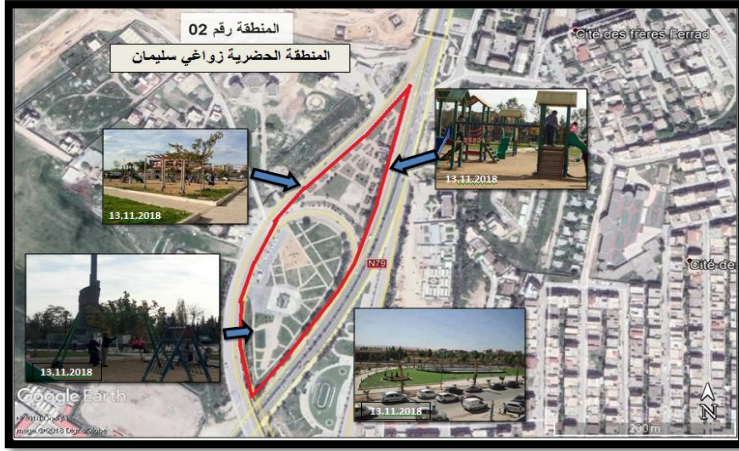 المنطقة رقم 02
المنطقة الحضرية زواغي سليمان
Cité des frères Ferrad
13.11.2018
13.11.2018
N79
Cité de
13.11.2018
13.11.2018
Google Earth
200 m
N